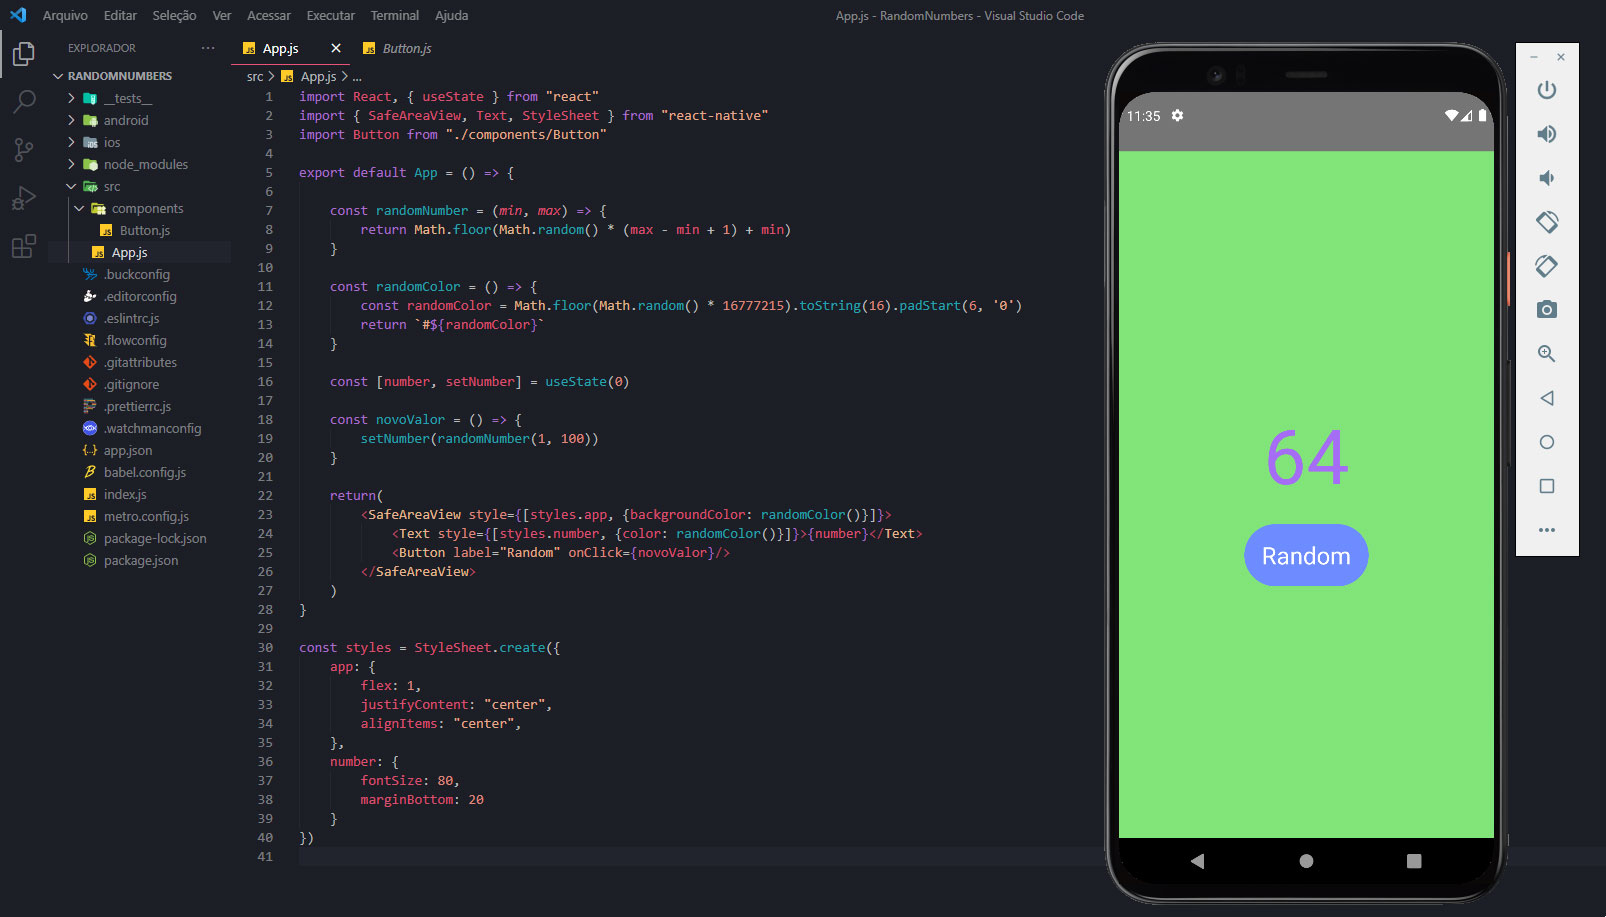 Arquivo Editar Seleção Ver Acessar Executar Terminal Ajuda
App.js - RandomNumbers - Visual Studio Code
EXPLORADOR ...
RANDOMNUMBERS
__tests__
android
ios
node_modules
src
components
Button.js
App.js
.buckconfig
.editorconfig
.eslintrc.js
.flowconfig
.gitattributes
.gitignore
.prettierrc.js
.watchmanconfig
app.json
babel.config.js
index.js
metro.config.js
package-lock.json
package.json
App.js Button.js
src > App.js > ...
1 import React, { useState } from "react"
2 import { SafeAreaView, Text, StyleSheet } from "react-native"
3 import Button from "./components/Button"
4
5 export default App = () => {
6
7 const randomNumber = (min, max) => {
8 return Math.floor(Math.random() * (max - min + 1) + min)
9 }
10
11 const randomColor = () => {
12 const randomColor = Math.floor(Math.random() * 16777215).toString(16).padStart(6, '0')
13 return `#${randomColor}`
14 }
15
16 const [number, setNumber] = useState(0)
17
18 const novoValor = () => {
19 setNumber(randomNumber(1, 100))
20 }
21
22 return(
23 <SafeAreaView style={[styles.app, {backgroundColor: randomColor()}]}>
24 <Text style={[styles.number, {color: randomColor()}]}>{number}</Text>
25 <Button label="Random" onClick={novoValor}/>
26 </SafeAreaView>
27 )
28 }
29
30 const styles = StyleSheet.create({
31 app: {
32 flex: 1,
33 justifyContent: "center",
34 alignItems: "center",
35 },
36 number: {
37 fontSize: 80,
38 marginBottom: 20
39 }
40 })
41
11:35
64
Random